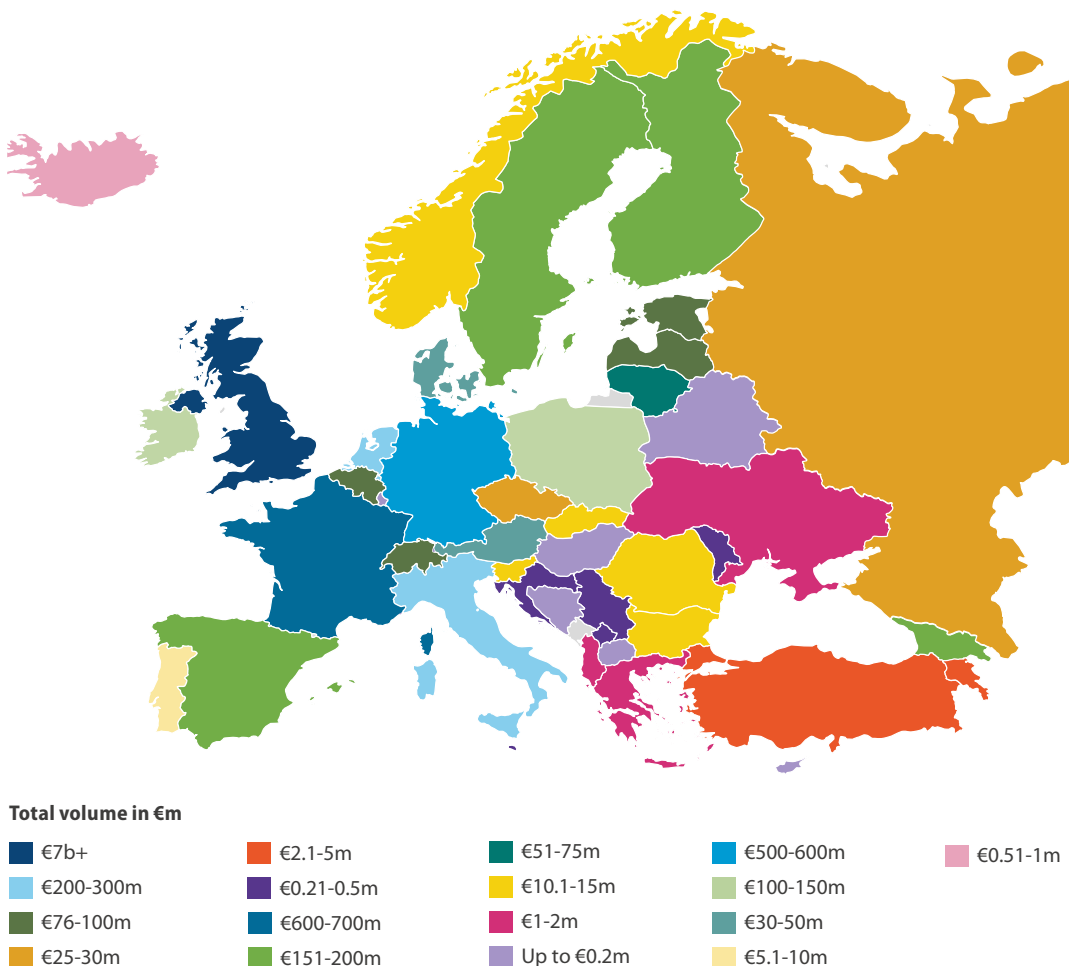 Total volume in €m
€7b+
€200-300m
€76-100m
€25-30m
€2.1-5m
€0.21-0.5m
€600-700m
€151-200m
€51-75m
€10.1-15m
€1-2m
Up to €0.2m
€500-600m
€100-150m
€30-50m
€5.1-10m
€0.51-1m